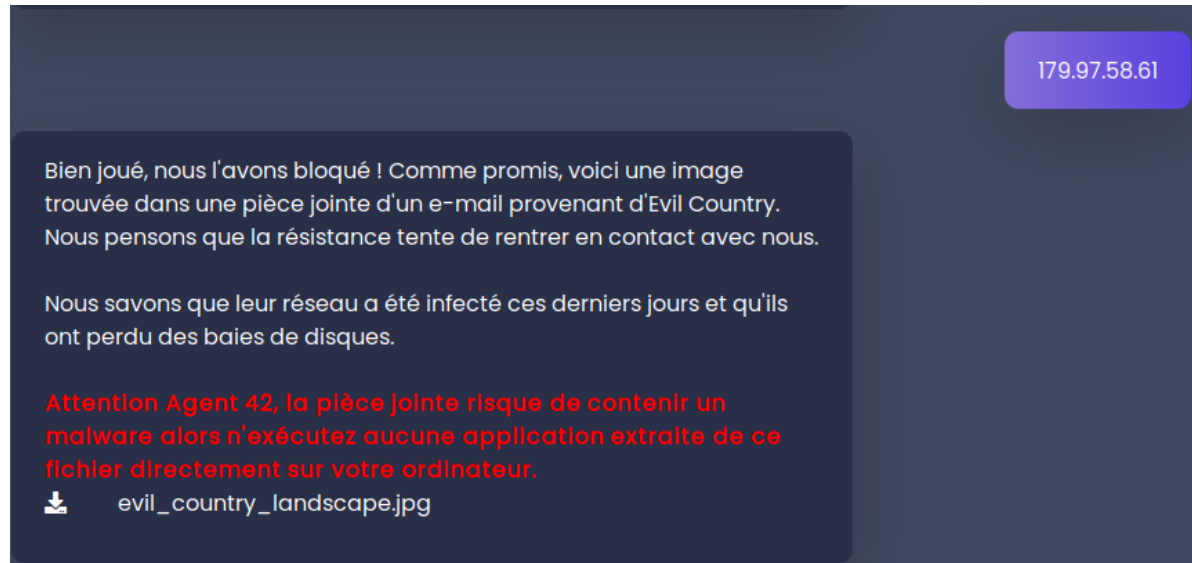 179.97.58.61
Bien joué, nous l'avons bloqué ! Comme promis, voici une image
trouvée dans une pièce jointe d'un e-mail provenant d'Evil Country.
Nous pensons que la résistance tente de rentrer en contact avec nous.
Nous savons que leur réseau a été infecté ces derniers jours et qu'ils
ont perdu des baies de disques.
Attention Agent 42, la pièce jointe risque de contenir un
malware alors n'exécutez aucune application extraite de ce
fichier directement sur votre ordinateur.
evil_country_landscape.jpg